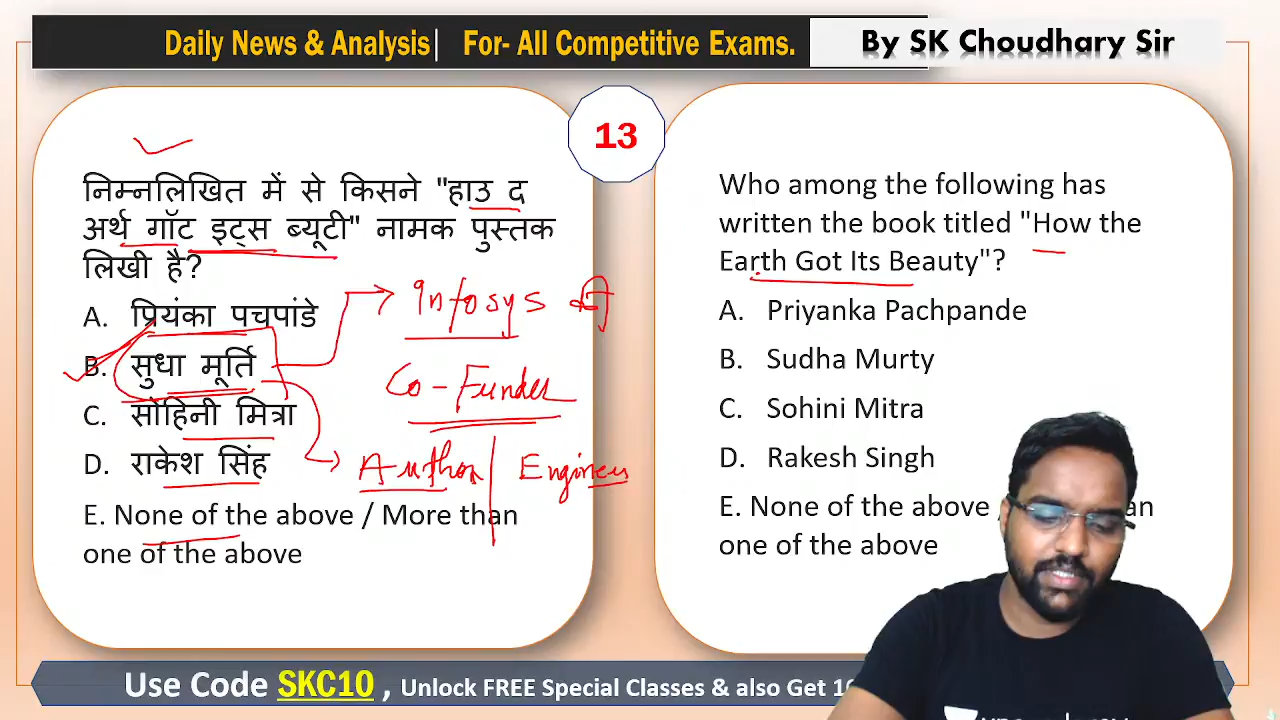 Daily News & Analysis| For- All Competitive Exams.
By SK Choudhary Sir
13
निम्नलिखित में से किसने "हाउ द
अर्थ गॉट इट्स ब्यूटी" नामक पुस्तक
लिखी है?
A. प्रियंका पचपांडे
B. सुधा मूर्ति
C. सोहिनी मित्रा
D. राकेश सिंह
E. None of the above / More than
one of the above
Infosys की
Co-Funder
Author
Engineer
Who among the following has
written the book titled "How the
Earth Got Its Beauty"?
A. Priyanka Pachpande
B. Sudha Murty
C. Sohini Mitra
D. Rakesh Singh
E. None of the above
one of the above
Use Code SKC10 , Unlock FREE Special Classes & also Get